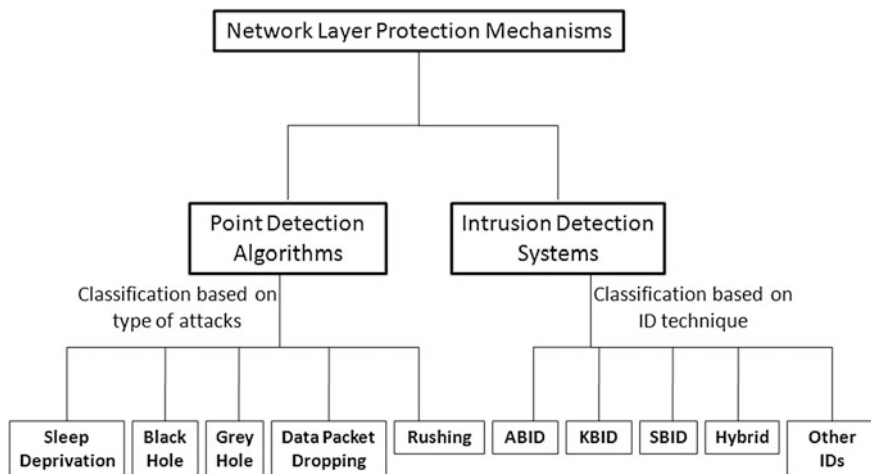 Network Layer Protection Mechanisms
Point Detection
Algorithms
Intrusion Detection
Systems
Classification based on
type of attacks
Classification based on
ID technique
Sleep
Deprivation
Black
Hole
Grey
Hole
Data Packet
Dropping
Rushing
ABID
KBID
SBID
Hybrid
Other
IDs